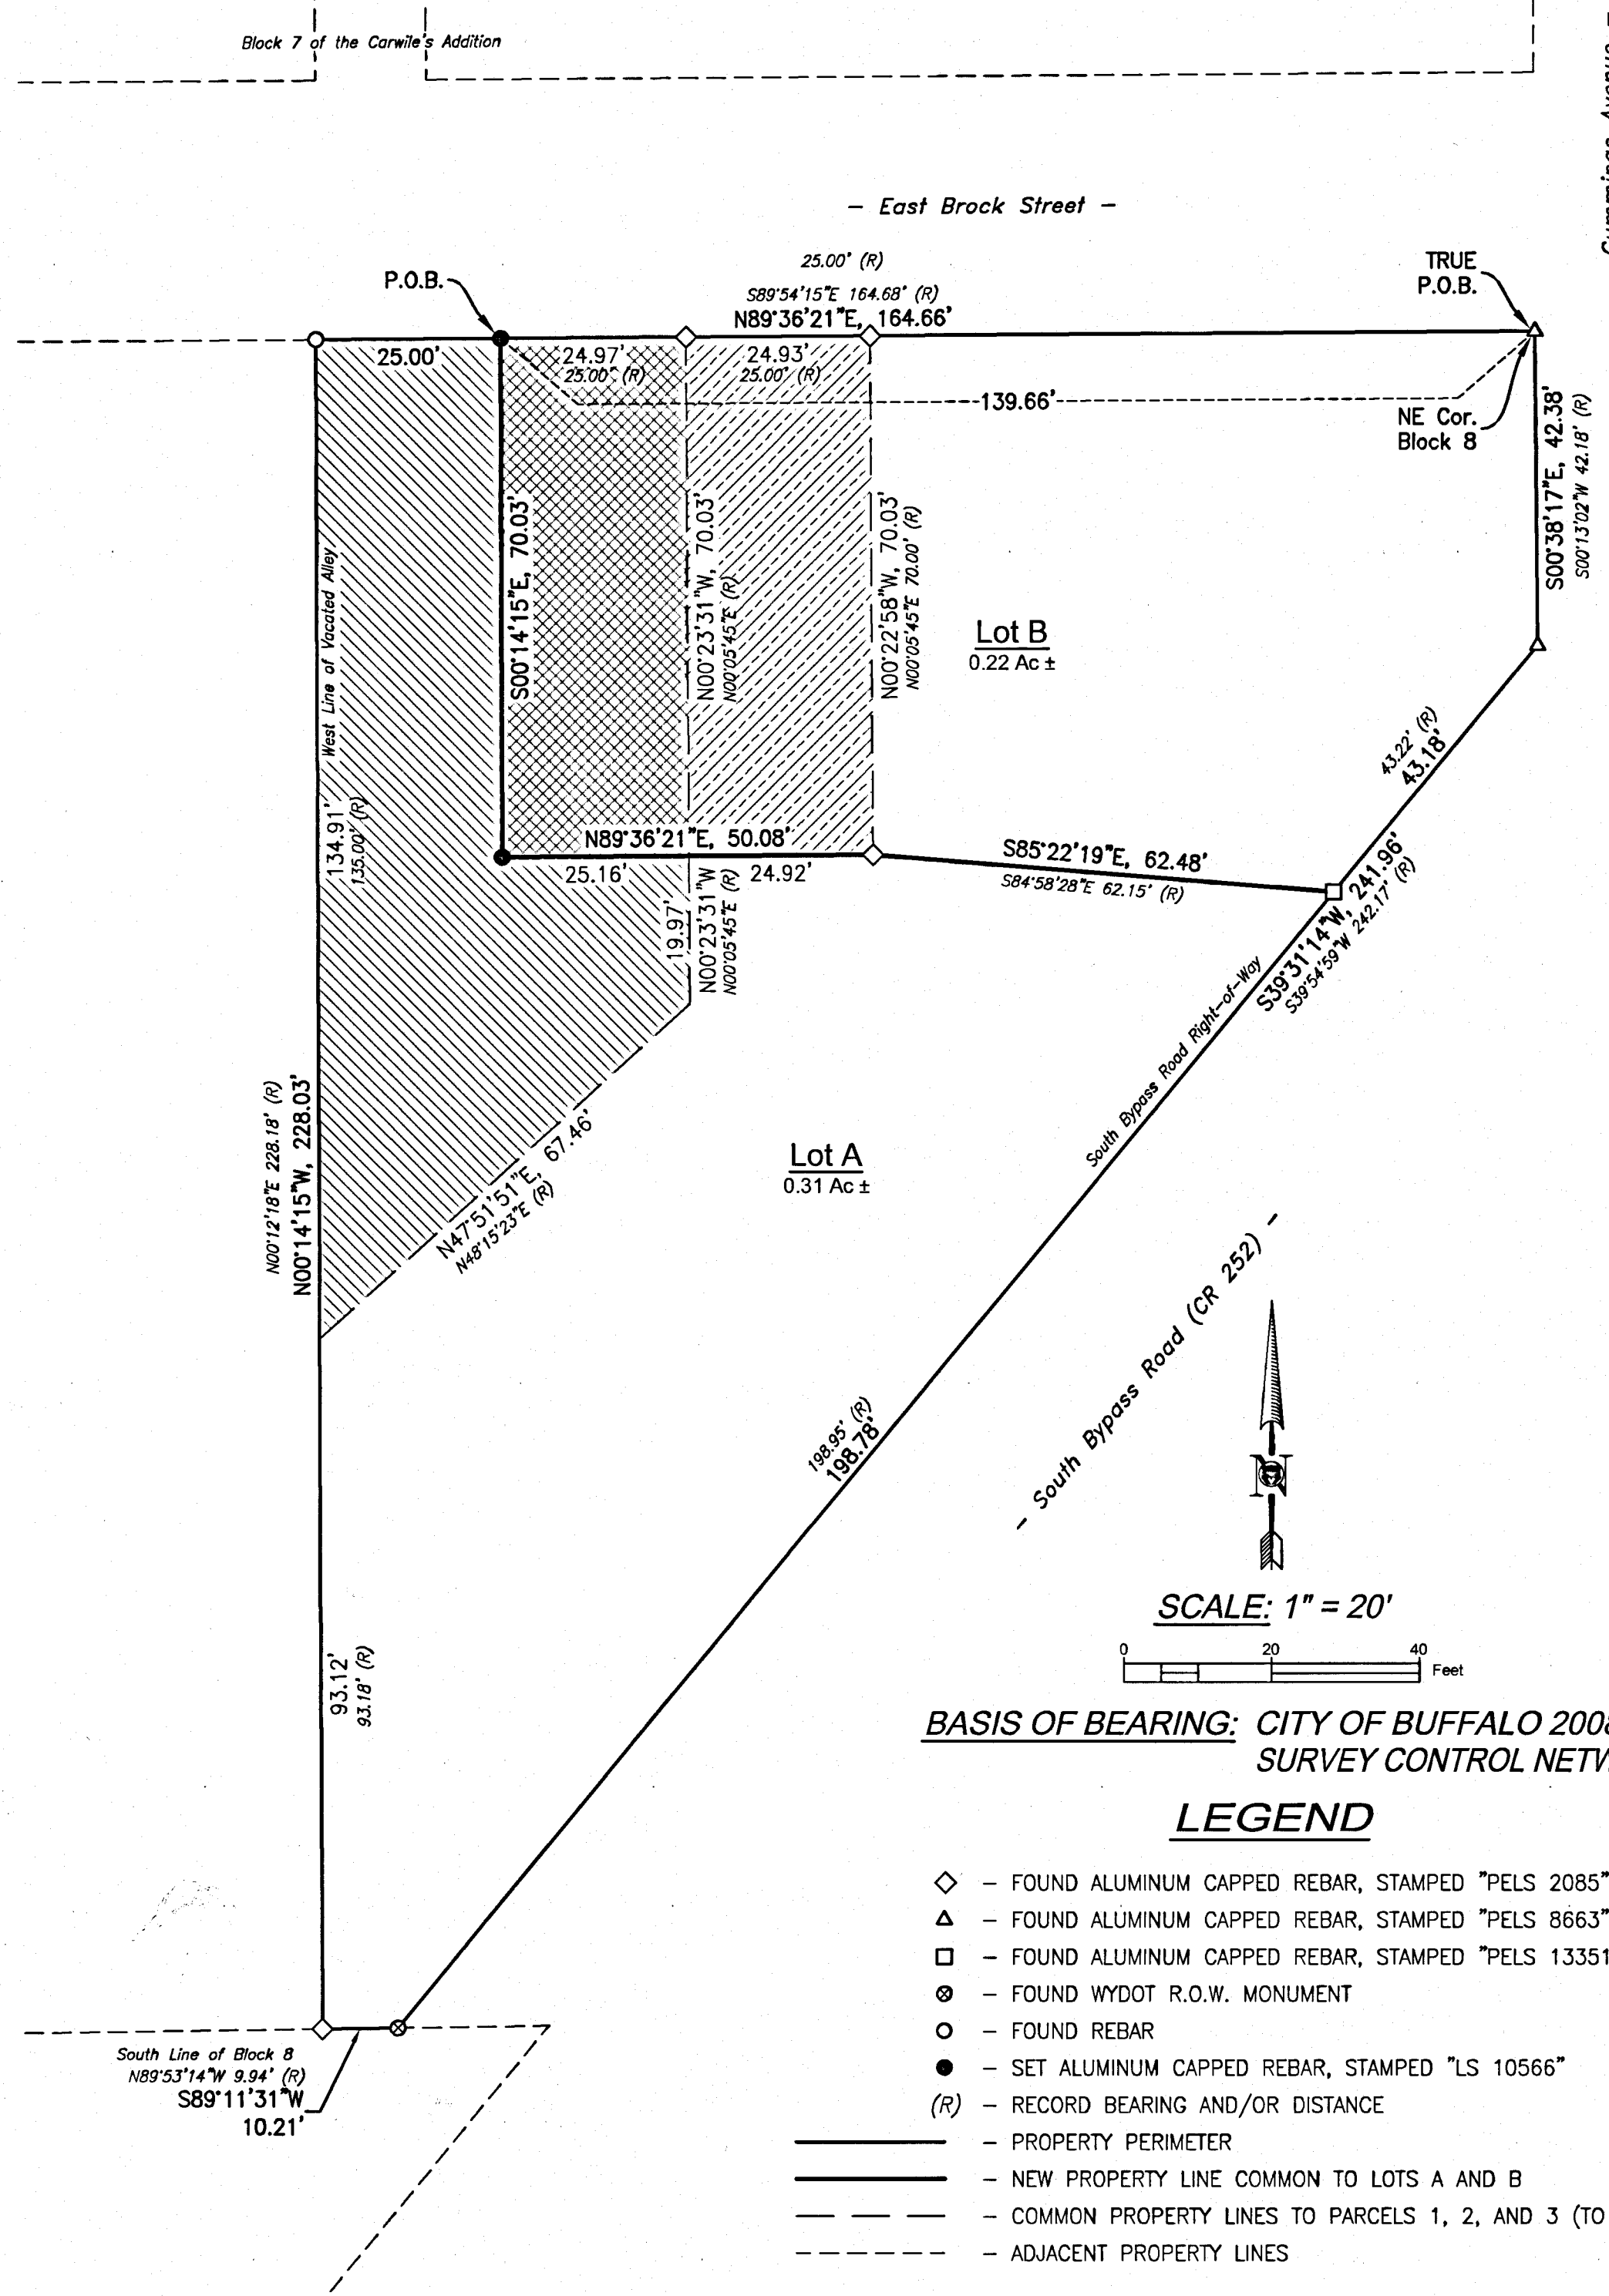 Block 7 of the Carwile's Addition
Cummings Avenue
– East Brock Street –
P.O.B.
25.00' (R)
S89°54'15"E 164.68' (R)
N89°36'21"E, 164.66'
TRUE
P.O.B.
25.00'
24.97'
25.00' (R)
24.93'
25.00' (R)
139.66'
NE Cor.
Block 8
S00°38'17"E, 42.38'
S00°13'02"W 42.18' (R)
West Line of Vacated Alley
134.91'
135.00' (R)
S00°14'15"E, 70.03'
N00°23'31"W, 70.03'
N00°05'45"E (R)
N00°22'58"W, 70.03'
N00°05'45"E 70.00' (R)
Lot B
0.22 Ac ±
43.22' (R)
43.18'
N89°36'21"E, 50.08'
25.16'
24.92'
S85°22'19"E, 62.48'
S84°58'28"E 62.15' (R)
19.97'
N00°23'31"W
N00°05'45"E (R)
S39°31'14"W, 241.96'
S39°54'59"W 242.17' (R)
South Bypass Road Right-of-Way
N00°12'18"E 228.18' (R)
N00°14'15"W, 228.03'
N47°51'51"E, 67.46'
N48°15'23"E (R)
Lot A
0.31 Ac ±
198.95' (R)
198.78'
– South Bypass Road (CR 252) –
N
SCALE: 1" = 20'
0 20 40
Feet
93.12'
93.18' (R)
BASIS OF BEARING: CITY OF BUFFALO 2008
SURVEY CONTROL
LEGEND
– FOUND ALUMINUM CAPPED REBAR, STAMPED "PELS 2085"
– FOUND ALUMINUM CAPPED REBAR, STAMPED "PELS 8663"
– FOUND ALUMINUM CAPPED REBAR, STAMPED "PELS 13351
– FOUND WYDOT R.O.W. MONUMENT
– FOUND REBAR
– SET ALUMINUM CAPPED REBAR, STAMPED "LS 10566"
(R) – RECORD BEARING AND/OR DISTANCE
– PROPERTY PERIMETER
– NEW PROPERTY LINE COMMON TO LOTS A AND B
– COMMON PROPERTY LINES TO PARCELS 1, 2, AND 3 (TO
– ADJACENT PROPERTY LINES
South Line of Block 8
N89°53'14"W 9.94' (R)
S89°11'31"W
10.21'